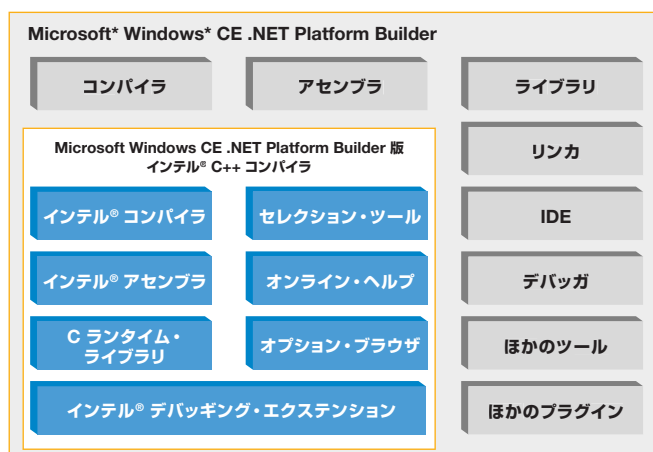 Microsoft* Windows* CE .NET Platform Builder
コンパイラ
アセンブラ
ライブラリ
Microsoft Windows CE .NET Platform Builder 版
インテル® C++ コンパイラ
リンカ
インテル® コンパイラ
セレクション・ツール
IDE
インテル® アセンブラ
オンライン・ヘルプ
デバッガ
C ランタイム・
ライブラリ
オプション・ブラウザ
ほかのツール
インテル® デバッギング・エクステンション
ほかのプラグイン